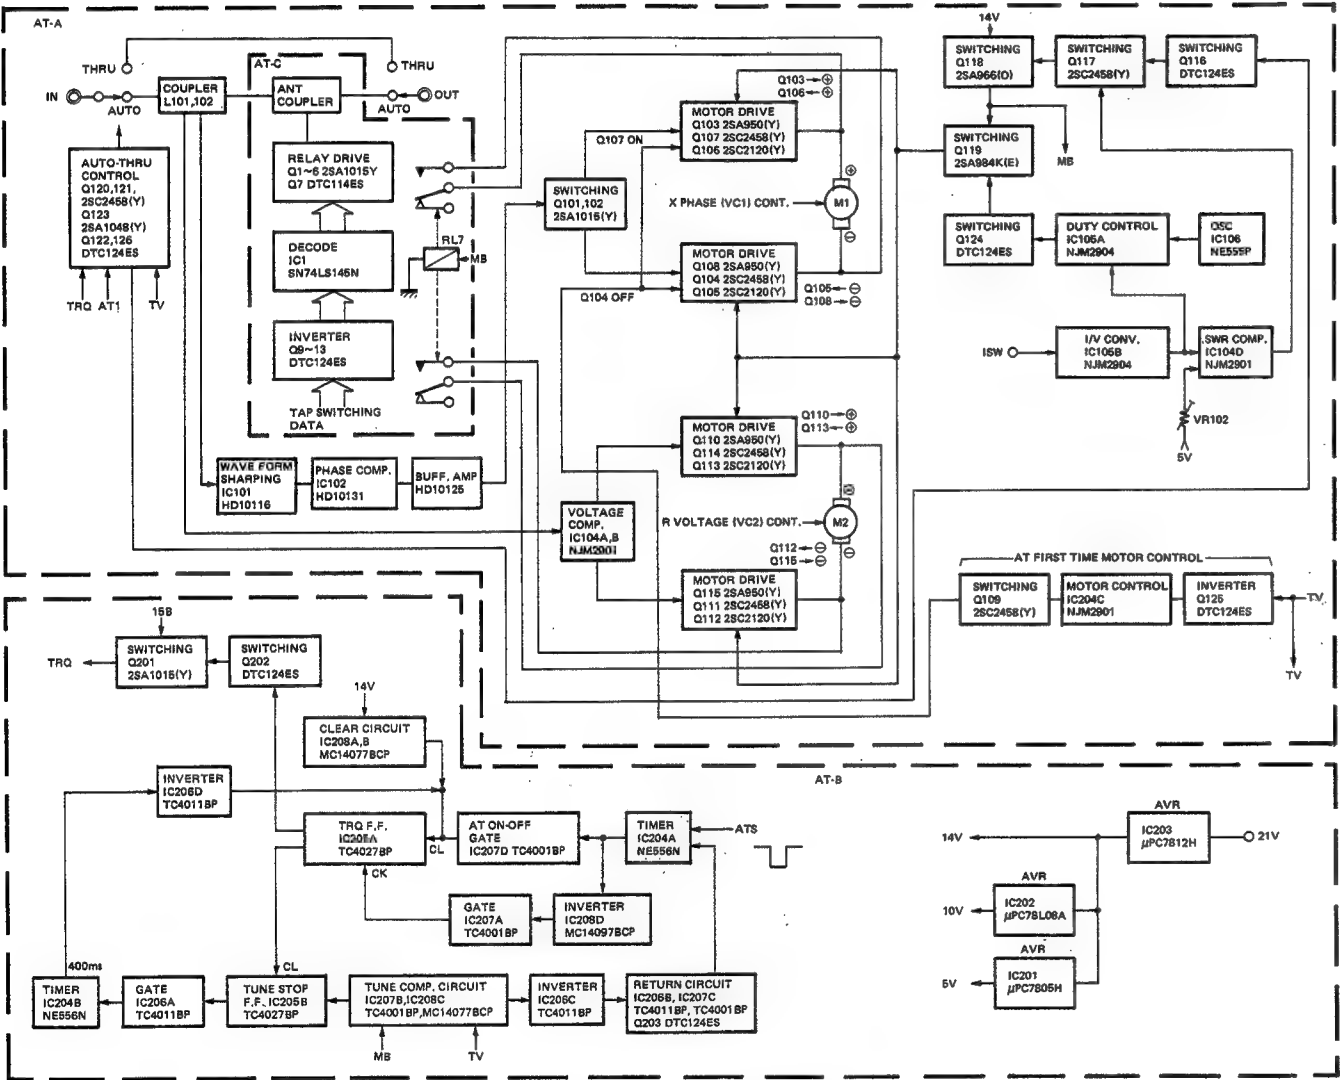 AT-A
THRU
THRU
IN
AUTO
COUPLER
L101,102
AT-C
ANT
COUPLER
AUTO
OUT
AUTO-THRU
CONTROL
Q120,121,
2SC2458(Y)
Q123
2SA1048(Y)
Q122,126
DTC124ES
TRQ
AT1
TV
RELAY DRIVE
Q1~6 2SA1015Y
Q7 DTC114ES
DECODE
IC1
SN74LS145N
INVERTER
Q9~13
DTC124ES
TAP SWITCHING
DATA
RL7
MB
WAVE FORM
SHARPING
IC101
HD10116
PHASE COMP.
IC102
HD10131
BUFF. AMP
HD10125
SWITCHING
Q101,102
2SA1015(Y)
Q107 ON
Q104 OFF
Q103→⊕
Q106→⊕
MOTOR DRIVE
Q103 2SA950(Y)
Q107 2SC2458(Y)
Q106 2SC2120(Y)
X PHASE (VC1) CONT.
⊕
M1
⊖
MOTOR DRIVE
Q108 2SA950(Y)
Q104 2SC2458(Y)
Q105 2SC2120(Y)
Q105←⊖
Q108→⊖
Q110→⊕
Q113→⊕
MOTOR DRIVE
Q110 2SA950(Y)
Q114 2SC2458(Y)
Q113 2SC2120(Y)
VOLTAGE
COMP.
IC104A,B
NJM2901
R VOLTAGE (VC2) CONT.
M2
⊖
Q112←⊖
Q115→⊖
MOTOR DRIVE
Q115 2SA950(Y)
Q111 2SC2458(Y)
Q112 2SC2120(Y)
14V
SWITCHING
Q118
2SA966(O)
SWITCHING
Q117
2SC2458(Y)
SWITCHING
Q116
DTC124ES
SWITCHING
Q119
2SA984K(E)
MB
SWITCHING
Q124
DTC124ES
DUTY CONTROL
IC105A
NJM2904
OSC
IC106
NE555P
ISW
I/V CONV.
IC105B
NJM2904
SWR COMP.
IC104D
NJM2901
VR102
5V
AT FIRST TIME MOTOR CONTROL
SWITCHING
Q109
2SC2458(Y)
MOTOR CONTROL
IC204C
NJM2901
INVERTER
Q125
DTC124ES
TV
TV
15B
TRQ
SWITCHING
Q201
2SA1015(Y)
SWITCHING
Q202
DTC124ES
14V
CLEAR CIRCUIT
IC208A,B
MC14077BCP
INVERTER
IC206D
TC4011BP
AT-B
TRQ F.F.
IC205A
TC4027BP
CL
CK
AT ON-OFF
GATE
IC207D TC4001BP
TIMER
IC204A
NE556N
ATS
GATE
IC207A
TC4001BP
INVERTER
IC208D
MC14097BCP
400ms
TIMER
IC204B
NE556N
GATE
IC206A
TC4011BP
CL
TUNE STOP
F.F., IC205B
TC4027BP
TUNE COMP. CIRCUIT
IC207B,IC208C
TC4001BP,MC14077BCP
MB
TV
INVERTER
IC206C
TC4011BP
RETURN CIRCUIT
IC206B, IC207C
TC4011BP, TC4001BP
Q203 DTC124ES
AVR
14V
IC203
µPC7812H
21V
AVR
10V
IC202
µPC78L08A
AVR
5V
IC201
µPC7805H